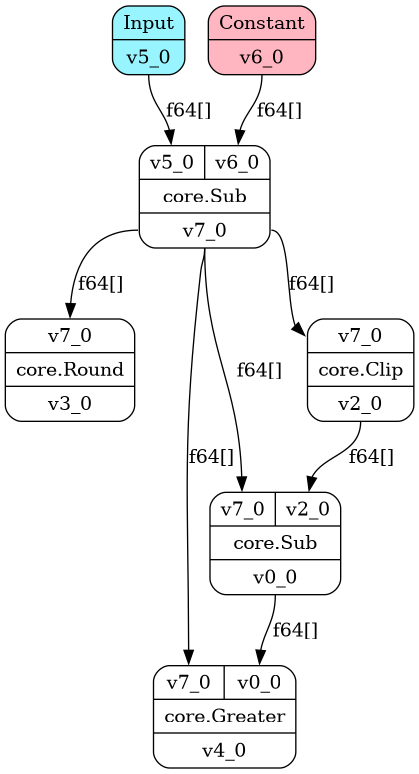 Input
v5_0
Constant
v6_0
f64[]
f64[]
v5_0
v6_0
core.Sub
v7_0
f64[]
f64[]
v7_0
core.Round
v3_0
v7_0
core.Clip
v2_0
f64[]
f64[]
f64[]
v7_0
v2_0
core.Sub
v0_0
f64[]
v7_0
v0_0
core.Greater
v4_0